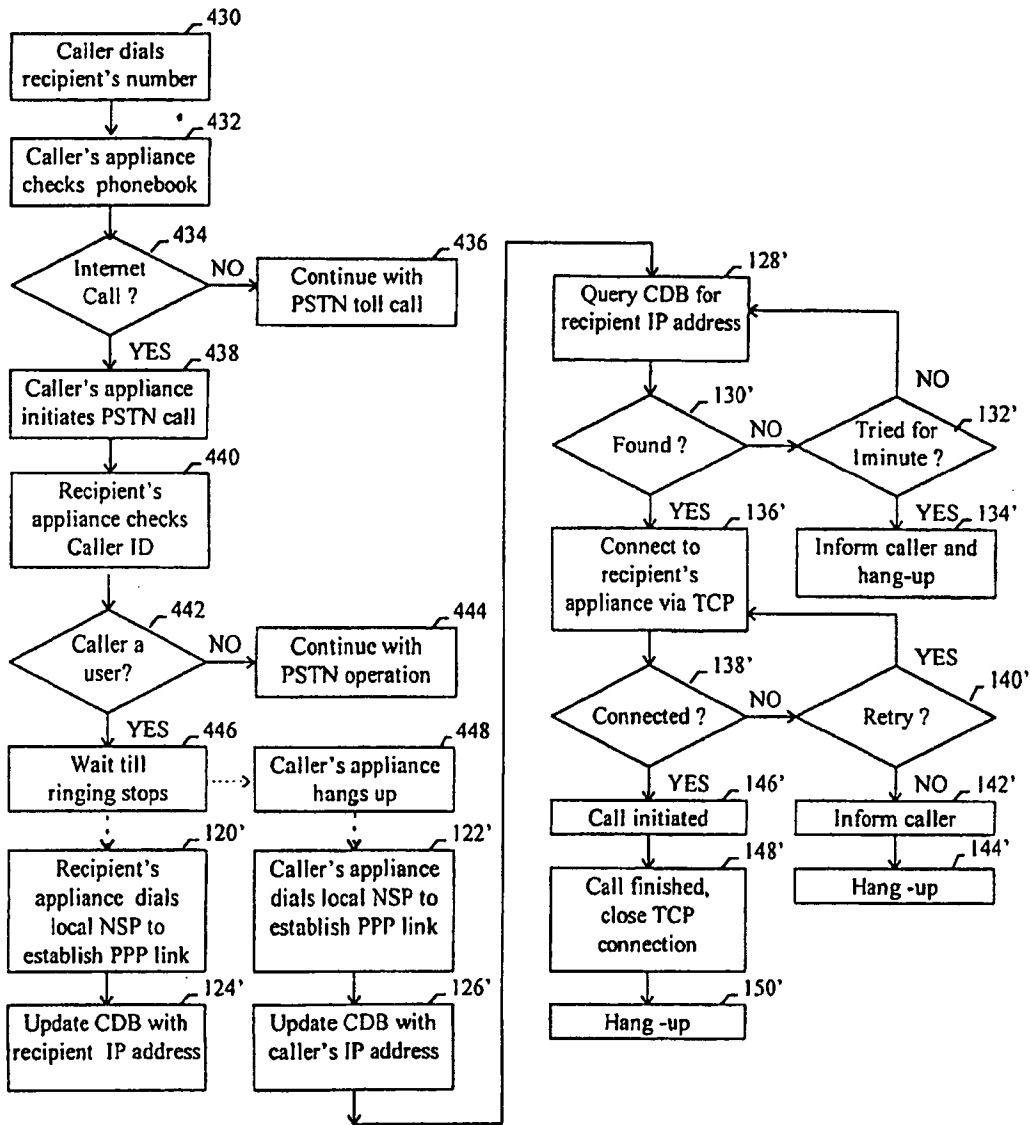 430
Caller dials
recipient's number
432
Caller's appliance
checks phonebook
434
Internet
Call ?
NO
436
Continue with
PSTN toll call
YES
438
Caller's appliance
initiates PSTN call
440
Recipient's
appliance checks
Caller ID
442
Caller a
user?
NO
444
Continue with
PSTN operation
YES
446
Wait till
ringing stops
448
Caller's appliance
hangs up
120'
Recipient's
appliance dials
local NSP to
establish PPP link
122'
Caller's appliance
dials local NSP to
establish PPP link
124'
Update CDB with
recipient IP address
126'
Update CDB with
caller's IP address
128'
Query CDB for
recipient IP address
130'
Found ?
NO
NO
132'
Tried for
1minute ?
YES
134'
Inform caller and
hang-up
YES
136'
Connect to
recipient's
appliance via TCP
138'
Connected ?
NO
YES
140'
Retry ?
NO
142'
Inform caller
144'
Hang -up
YES
146'
Call initiated
148'
Call finished,
close TCP
connection
150'
Hang -up